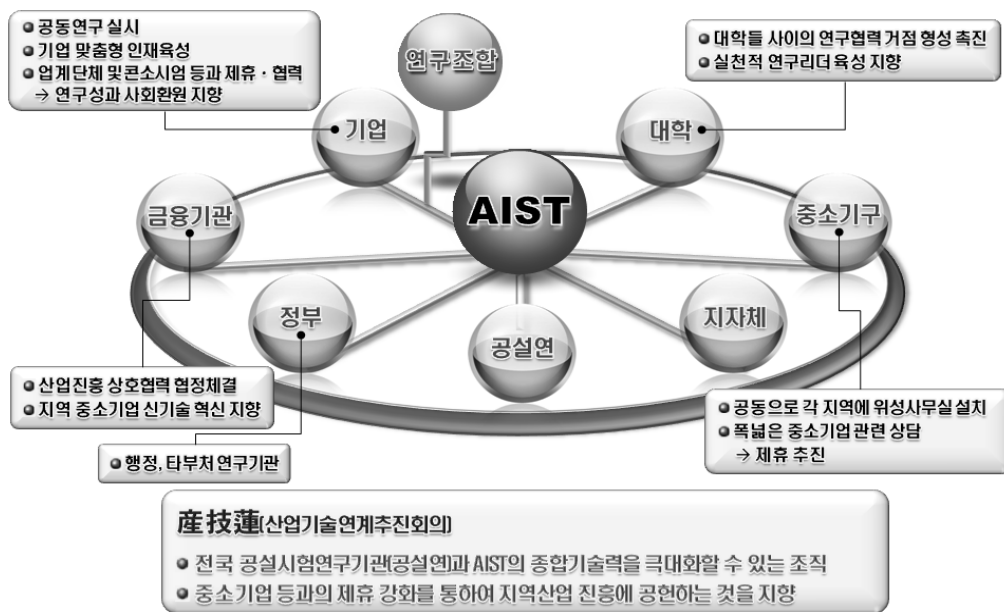 ● 공동연구 실시
● 기업 맞춤형 인재육성
● 업계단체 및 콘소시엄 등과 제휴 · 협력
→ 연구성과 사회환원 지향
연구조합
● 대학들 사이의 연구협력 거점 형성 촉진
● 실천적 연구리더 육성 지향
기업
대학
AIST
금융기관
중소기구
정부
공설연
지자체
● 산업진흥 상호협력 협정체결
● 지역 중소기업 신기술 혁신 지향
● 행정, 타부처 연구기관
● 공동으로 각 지역에 위성사무실 설치
● 폭넓은 중소기업 관련 상담
→ 제휴 추진
産技蓮(산업기술연계추진회의)
● 전국 공설시험연구기관(공설연)과 AIST의 종합기술력을 극대화할 수 있는 조직
● 중소기업 등과의 제휴 강화를 통하여 지역산업 진흥에 공헌하는 것을 지향